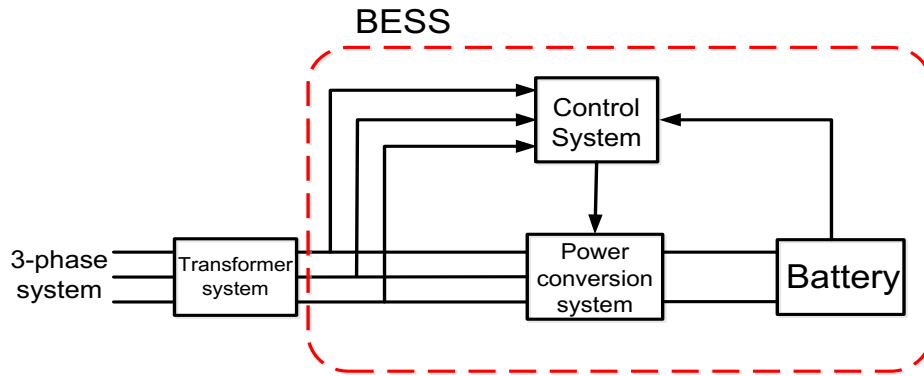 BESS
Control
System
3-phase
system
Transformer
system
Power
conversion
system
Battery